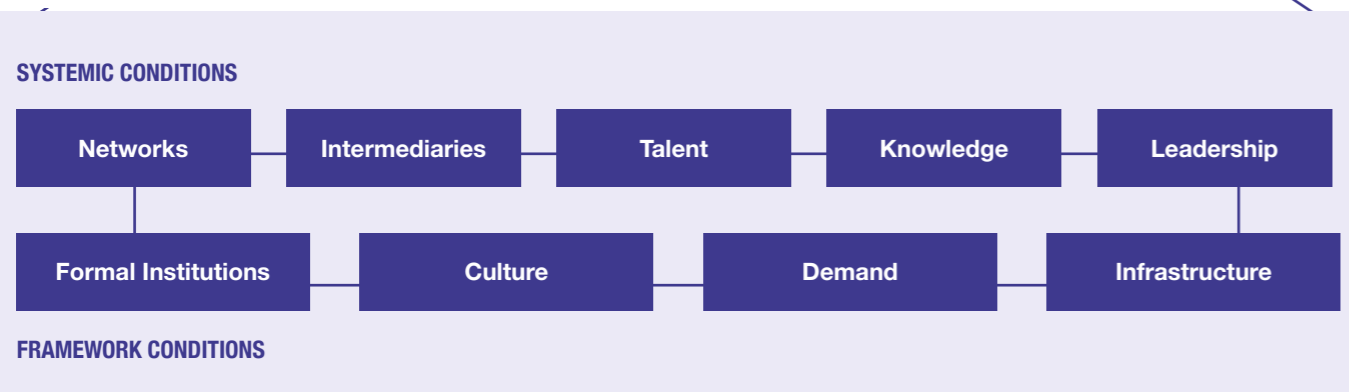 SYSTEMIC CONDITIONS
Networks Intermediaries Talent Knowledge Leadership
Formal Institutions Culture Demand Infrastructure
FRAMEWORK CONDITIONS